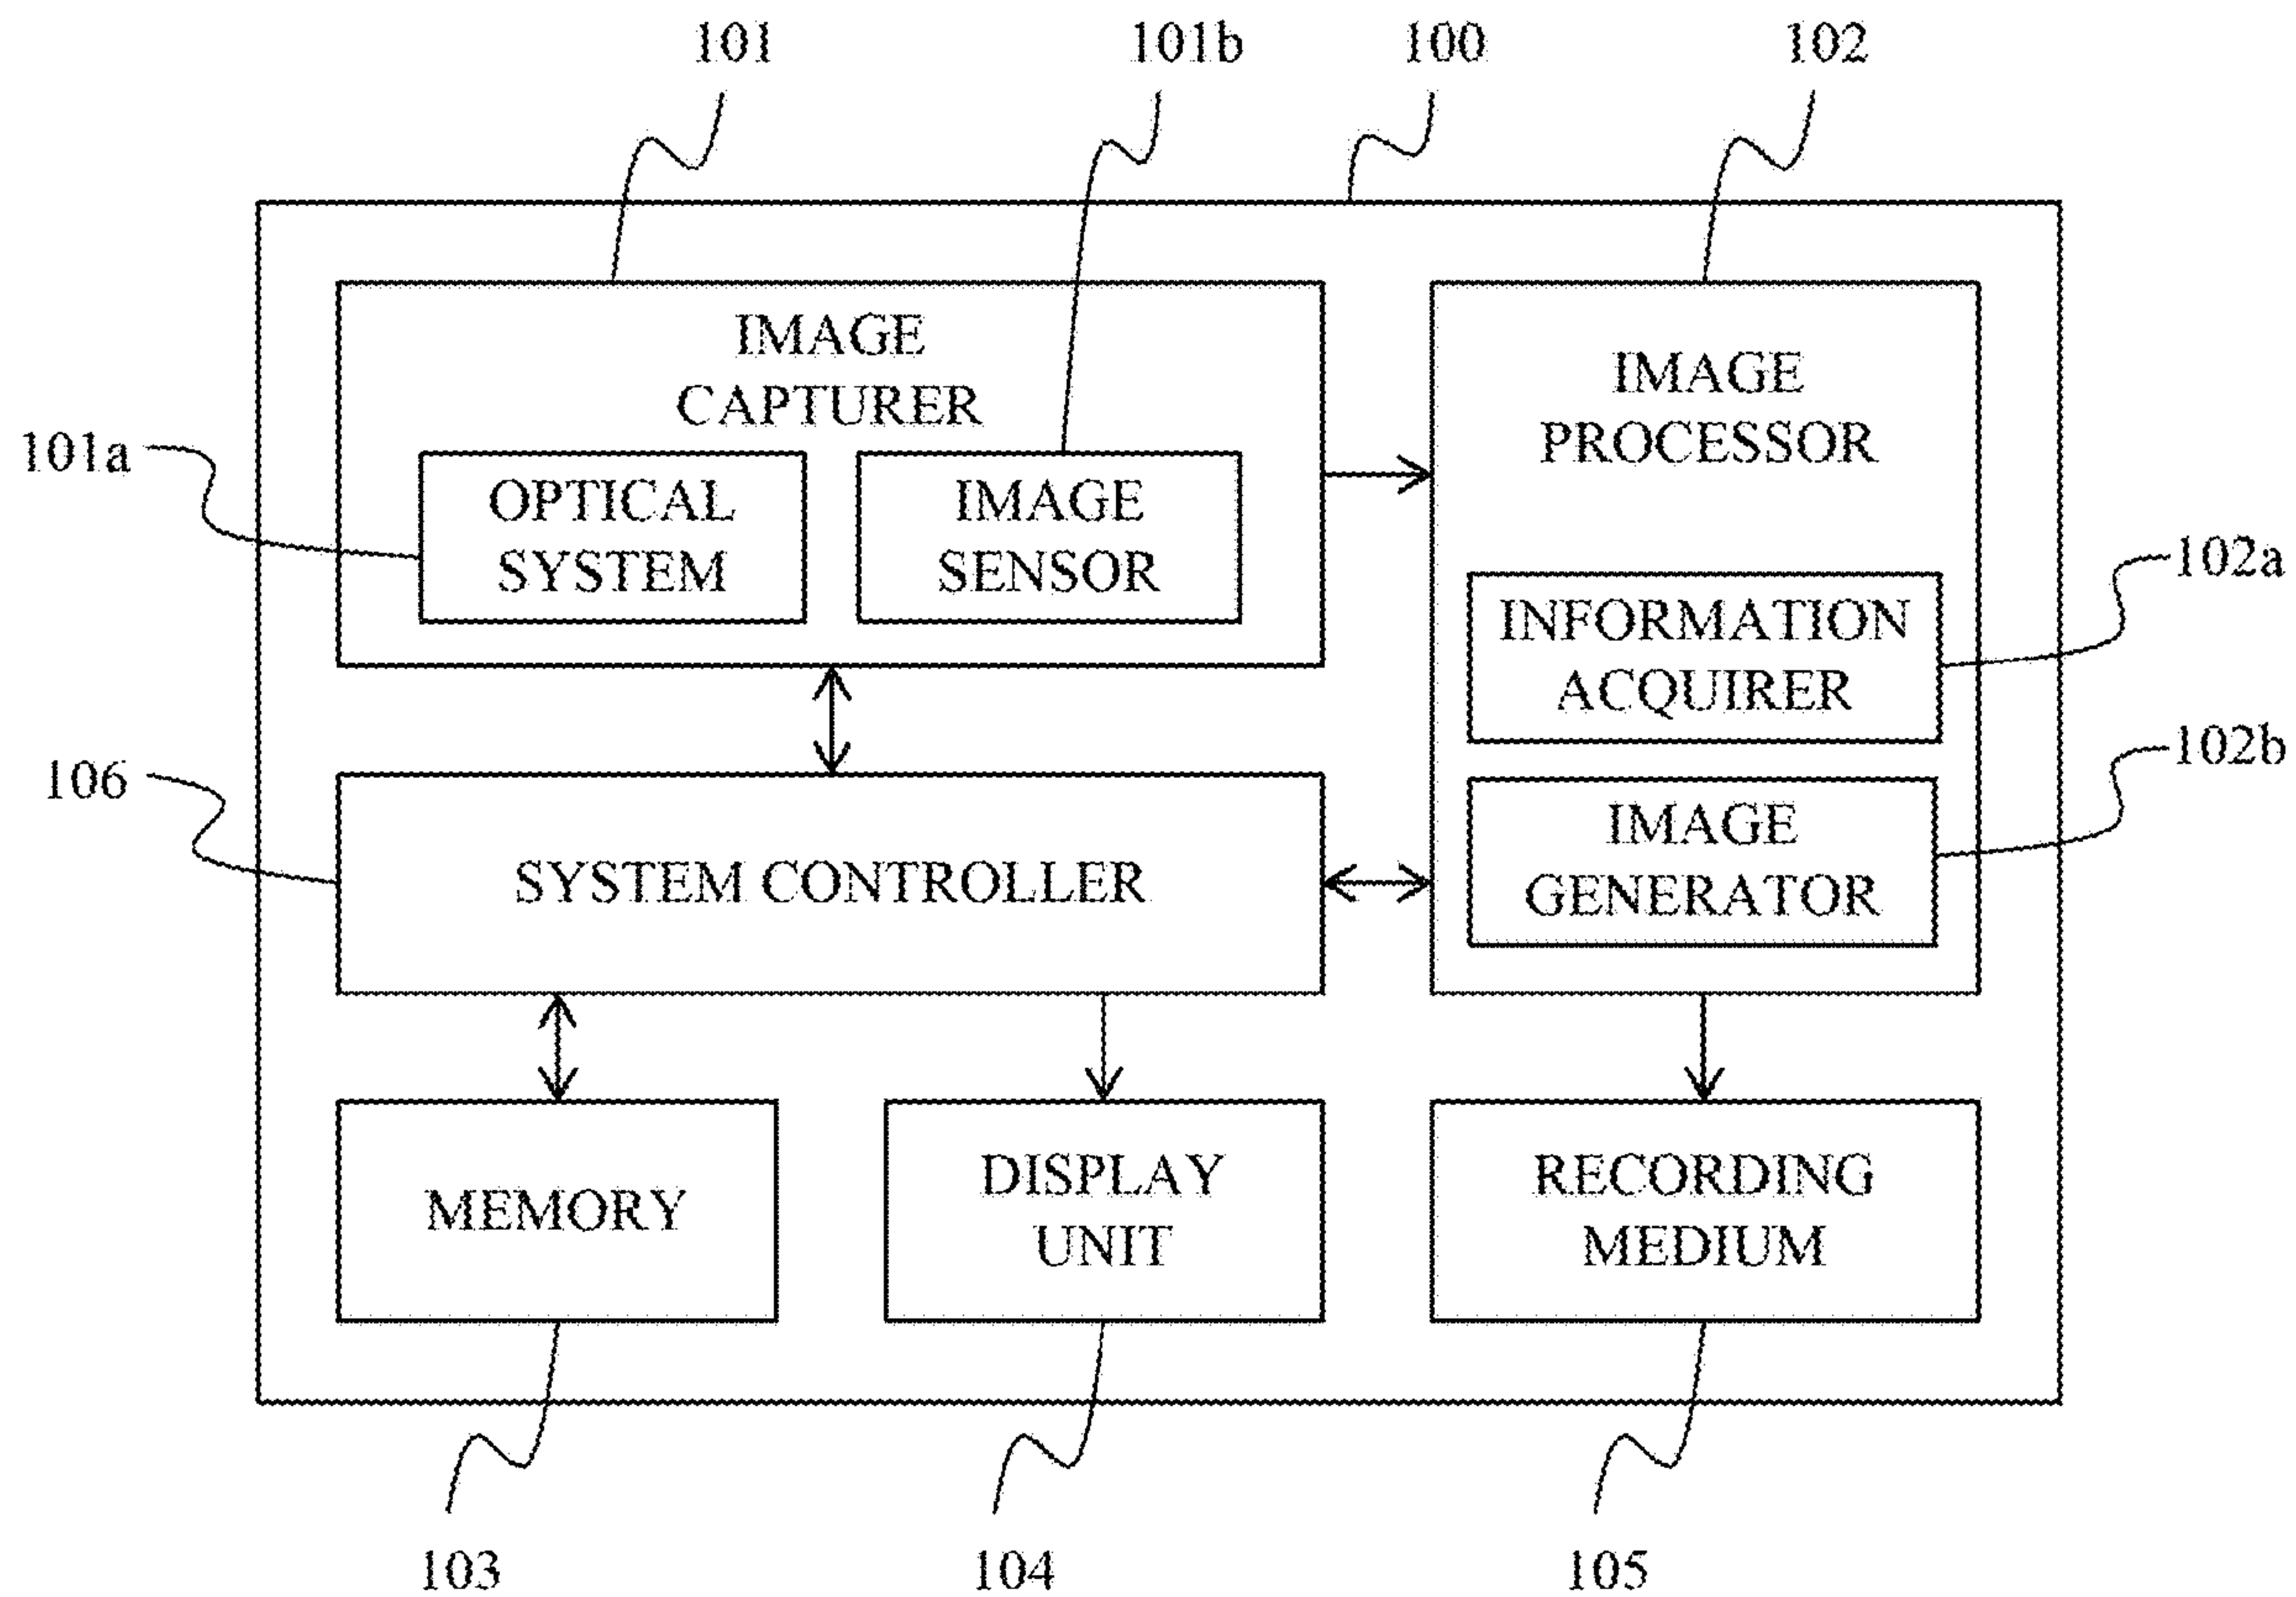 101
101b
100
102
IMAGE
CAPTURER
101a
OPTICAL
SYSTEM
IMAGE
SENSOR
IMAGE
PROCESSOR
INFORMATION
ACQUIRER
102a
IMAGE
GENERATOR
102b
106
SYSTEM CONTROLLER
MEMORY
DISPLAY
UNIT
RECORDING
MEDIUM
103
104
105